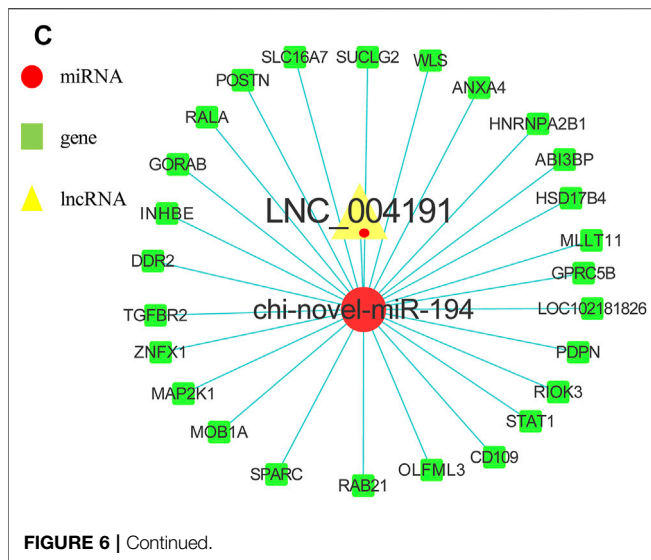 C
miRNA
gene
lncRNA
SLC16A7
SUCLG2
WLS
POSTN
ANXA4
RALA
HNRNPA2B1
GORAB
ABI3BP
INHBE
HSD17B4
LNC_004191
DDR2
MLLT11
GPRC5B
TGFBR2
chi-novel-miR-194
LOC102181826
ZNFX1
PDPN
MAP2K1
RIOK3
MOB1A
STAT1
SPARC
RAB21
OLFML3
CD109
FIGURE 6 | Continued.